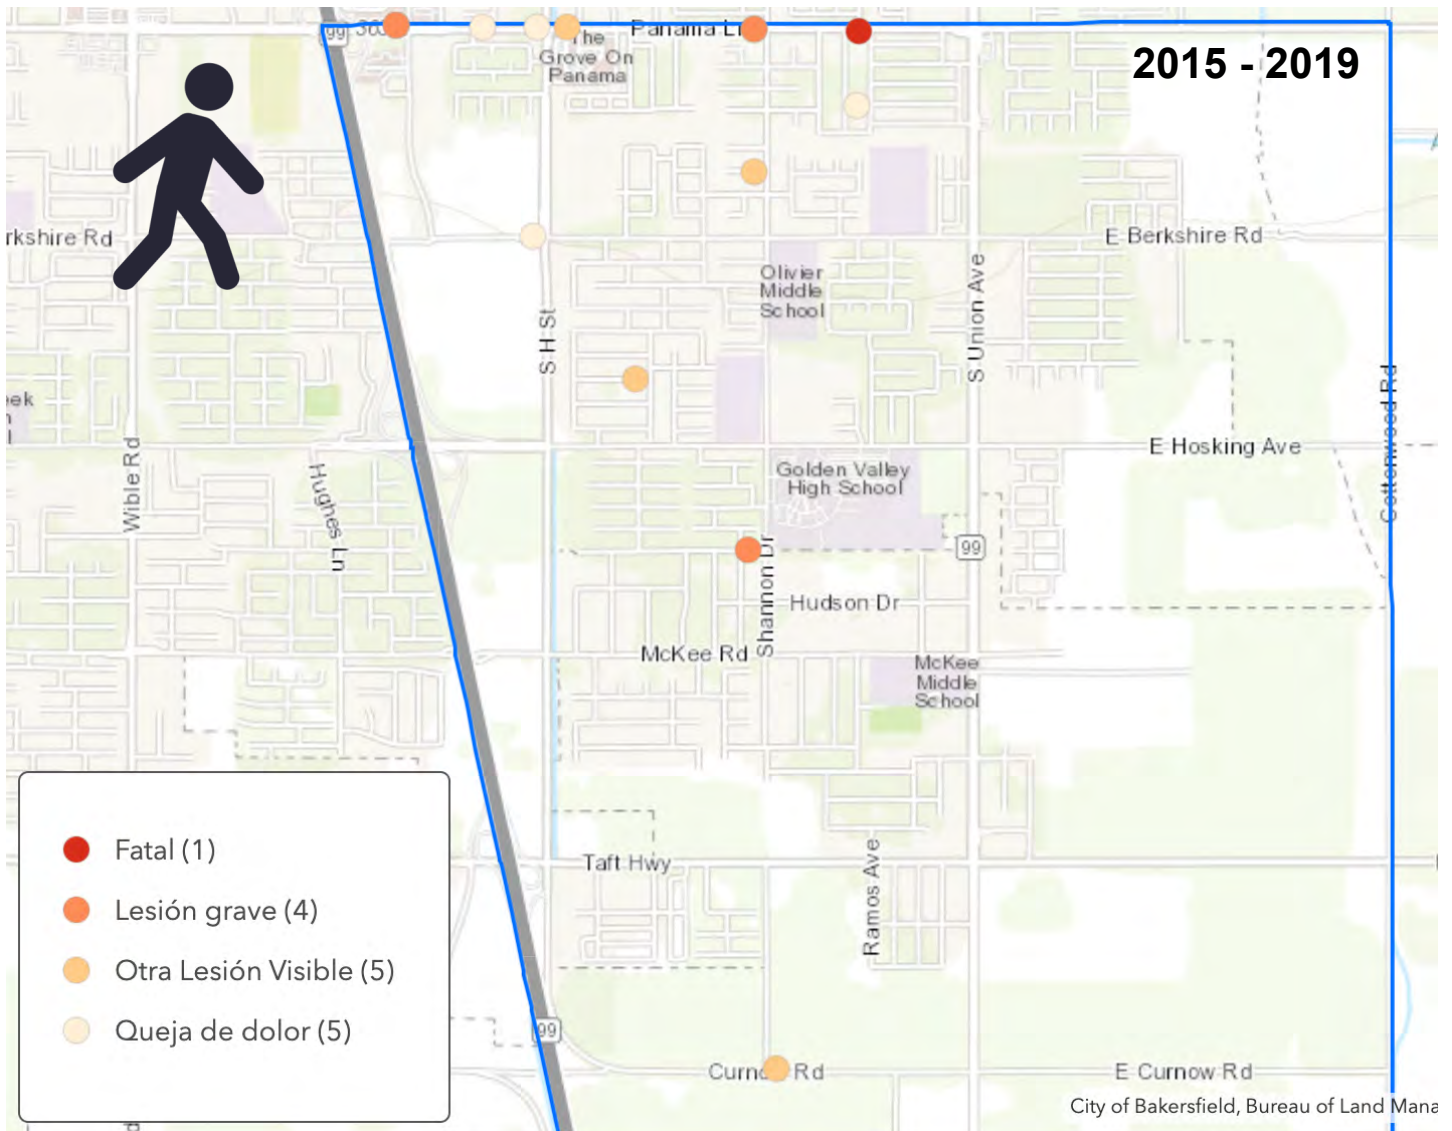 99
Panama Ln
2015 - 2019
The
Grove On
Panama
rkshire Rd
E Berkshire Rd
Olivier
Middle
School
S H St
S Union Ave
Cottonwood Rd
eek
Wible Rd
Hughes Ln
E Hosking Ave
Golden Valley
High School
99
Shannon Dr
Hudson Dr
McKee Rd
McKee
Middle
School
Taft Hwy
Ramos Ave
Fatal (1)
Lesión grave (4)
Otra Lesión Visible (5)
Queja de dolor (5)
99
Rd
E Curnow Rd
City of Bakersfield, Bureau of Land Mana